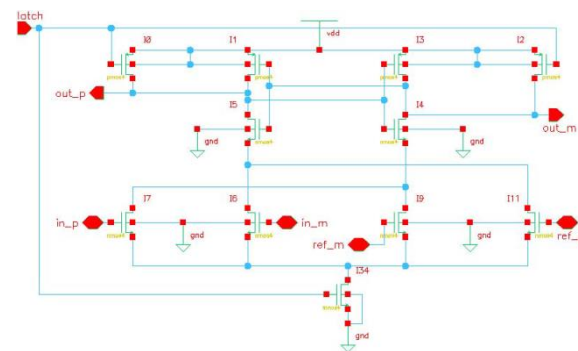 latch
I0
I1
I3
I2
vdd
pmos4
pmos4
pmos4
pmos4
out_p
I5
I4
out_m
gnd
nmos4
nmos4
gnd
I7
I6
I9
I11
in_p
in_m
ref_m
ref_
gnd
gnd
nmos4
nmos4
nmos4
nmos4
I34
nmos4
gnd